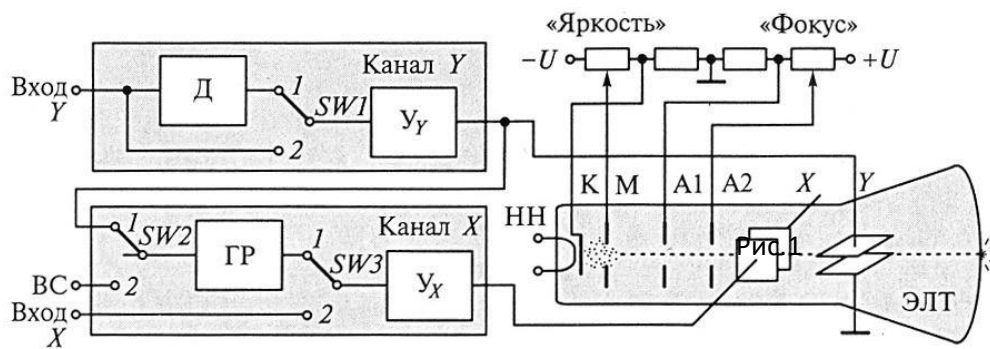 «Яркость» «Фокус»
−U +U
Канал Y
Вход Y
Д
1
SW1
2
У_Y
К М А1 А2 X Y
НН
Рис.1
ЭЛТ
Канал X
1
SW2
2
ГР
1
SW3
2
У_X
ВС
Вход X